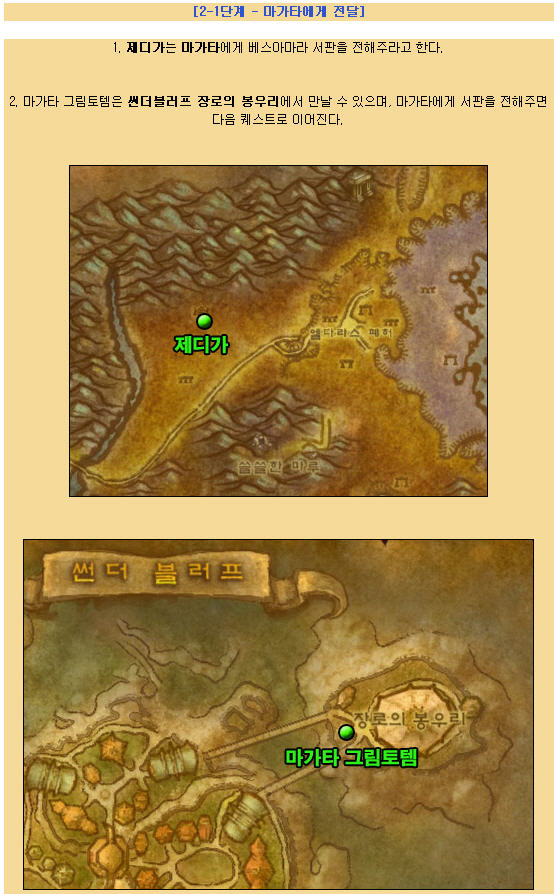 [2-1단계 - 마가타에게 전달]
1. 제디가는 마가타에게 베스아마라 서판을 전해주라고 한다.
2. 마가타 그림토템은 썬더블러프 장로의 봉우리에서 만날 수 있으며, 마가타에게 서판을 전해주면
다음 퀘스트로 이어진다.
제디가
엘다라스 폐허
쓸쓸한 마루
썬더 블러프
장로의 봉우리
마가타 그림토템